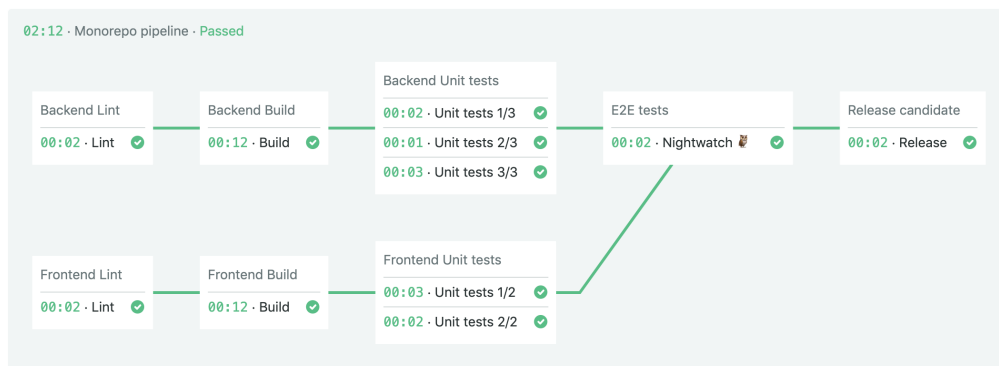 02:12 · Monorepo pipeline · Passed
Backend Lint
00:02 · Lint
Backend Build
00:12 · Build
Backend Unit tests
00:02 · Unit tests 1/3
00:01 · Unit tests 2/3
00:03 · Unit tests 3/3
E2E tests
00:02 · Nightwatch 🦉
Release candidate
00:02 · Release
Frontend Lint
00:02 · Lint
Frontend Build
00:12 · Build
Frontend Unit tests
00:03 · Unit tests 1/2
00:02 · Unit tests 2/2